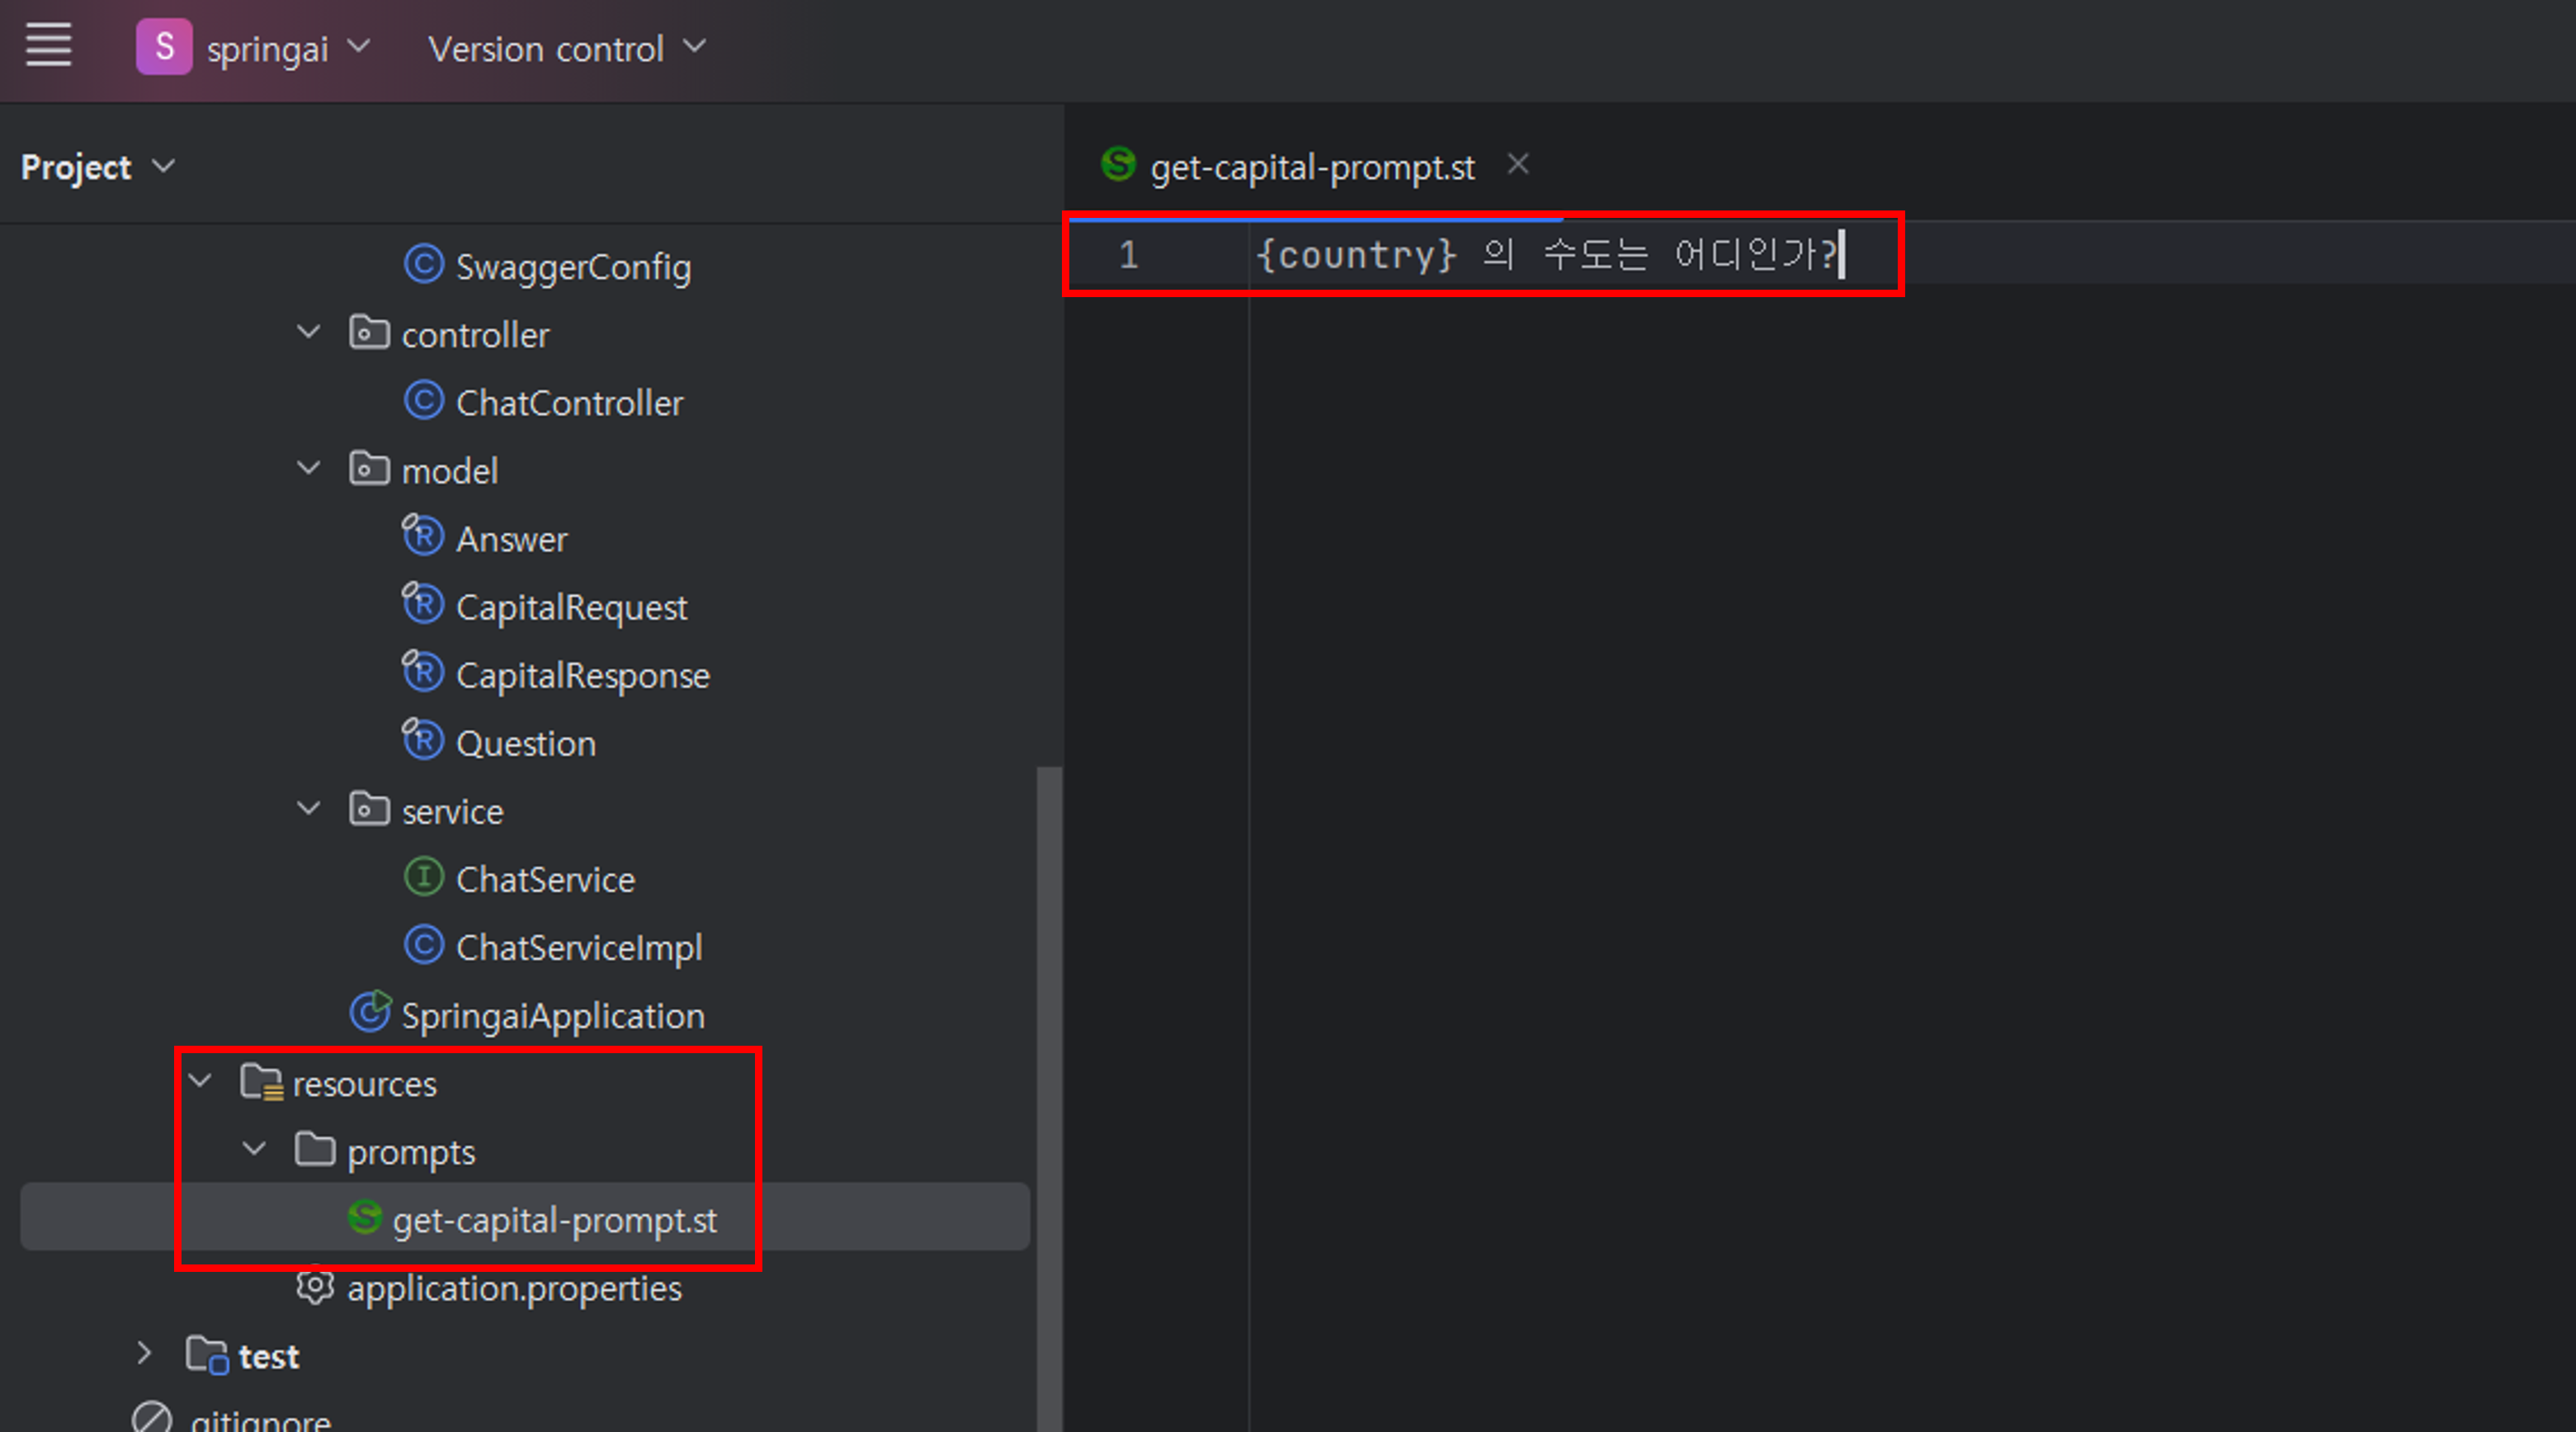 S springai Version control
Project
get-capital-prompt.st
SwaggerConfig
controller
ChatController
model
Answer
CapitalRequest
CapitalResponse
Question
service
ChatService
ChatServiceImpl
SpringaiApplication
resources
prompts
get-capital-prompt.st
application.properties
test
.gitignore
1 {country} 의 수도는 어디인가?